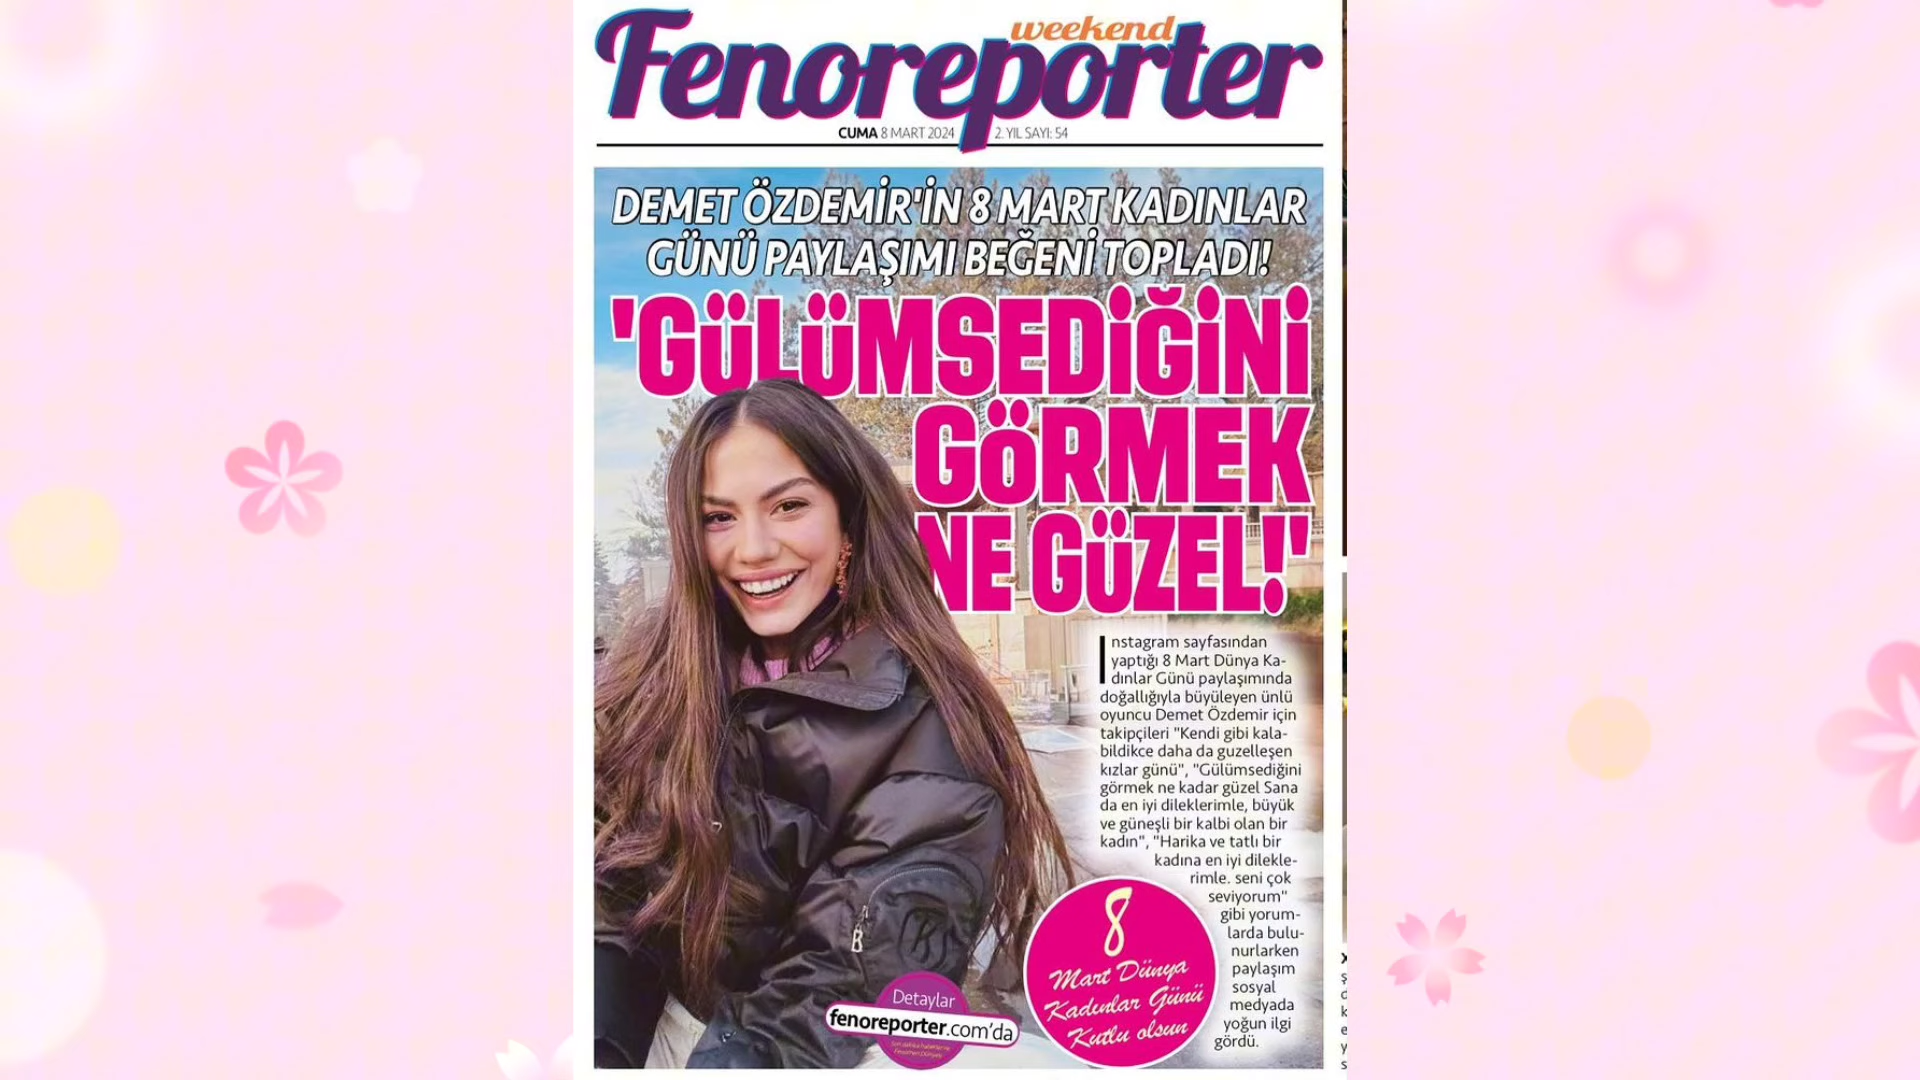 weekend
Fenoreporter
CUMA 8 MART 2024 2. YIL SAYI: 54
DEMET ÖZDEMİR'İN 8 MART KADINLAR
GÜNÜ PAYLAŞIMI BEĞENİ TOPLADI!
'GÜLÜMSEDİĞİNİ
GÖRMEK
NE GÜZEL!'
Instagram sayfasından
yaptığı 8 Mart Dünya Ka-
dınlar Günü paylaşımında
doğallığıyla büyüleyen ünlü
oyuncu Demet Özdemir için
takipçileri "Kendi gibi kala-
bildikce daha da guzelleşen
kızlar günü", "Gülümsediğini
görmek ne kadar güzel Sana
da en iyi dileklerimle, büyük
ve güneşli bir kalbi olan bir
kadın", "Harika ve tatlı bir
kadına en iyi dilekle-
rimle. seni çok
seviyorum"
gibi yorum-
larda bulu-
nurlarken
paylaşım
sosyal
medyada
yoğun ilgi
gördü.
8
Mart Dünya
Kadınlar Günü
Kutlu olsun
Detaylar
fenoreporter.com'da